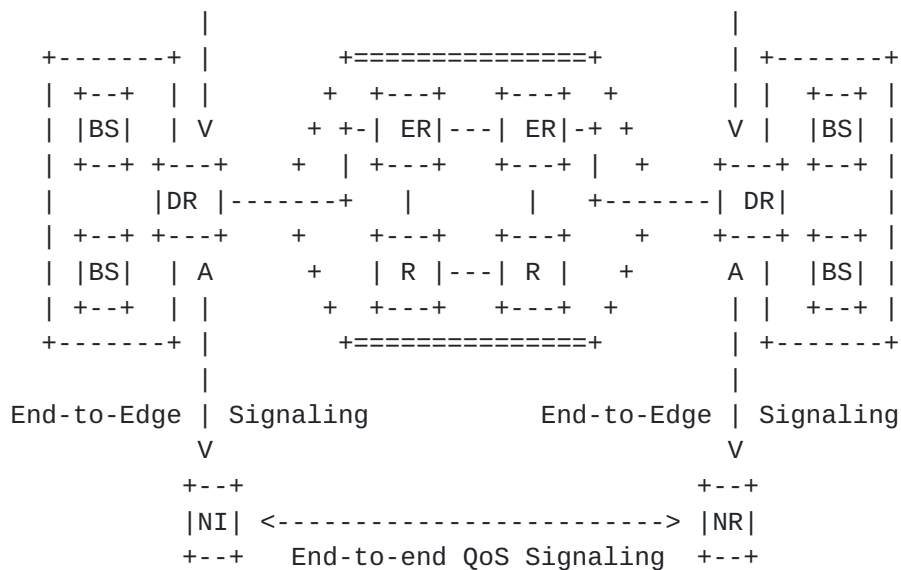 |BS| V ER ER V |BS|
DR DR
|BS| A R R A |BS|
End-to-Edge | Signaling End-to-Edge | Signaling
V V
|NI| <--------------------------> |NR|
End-to-end QoS Signaling